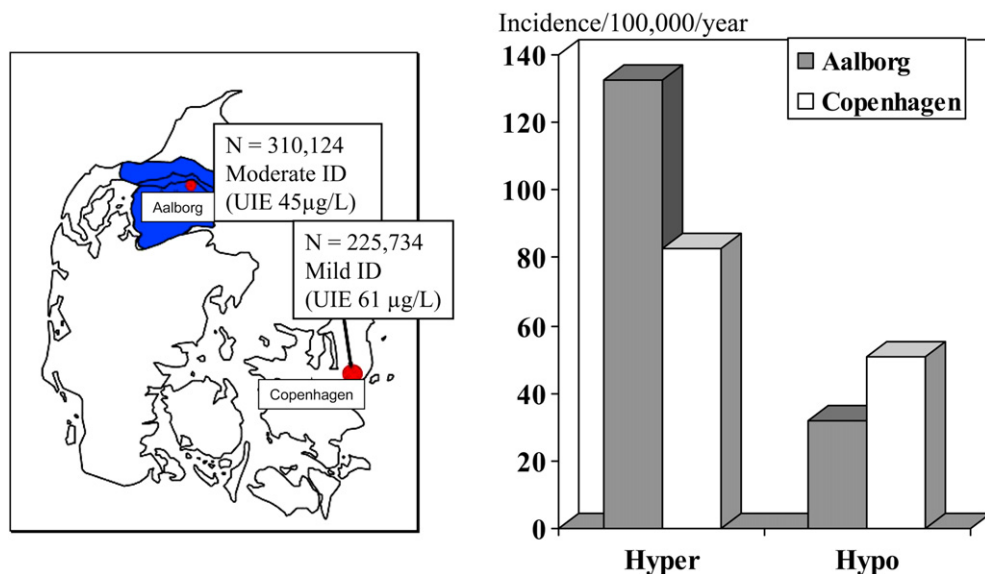 N = 310,124
Moderate ID
(UIE 45µg/L)
Aalborg
N = 225,734
Mild ID
(UIE 61 µg/L)
Copenhagen
Incidence/100,000/year
140
120
100
80
60
40
20
0
Aalborg
Copenhagen
Hyper
Hypo